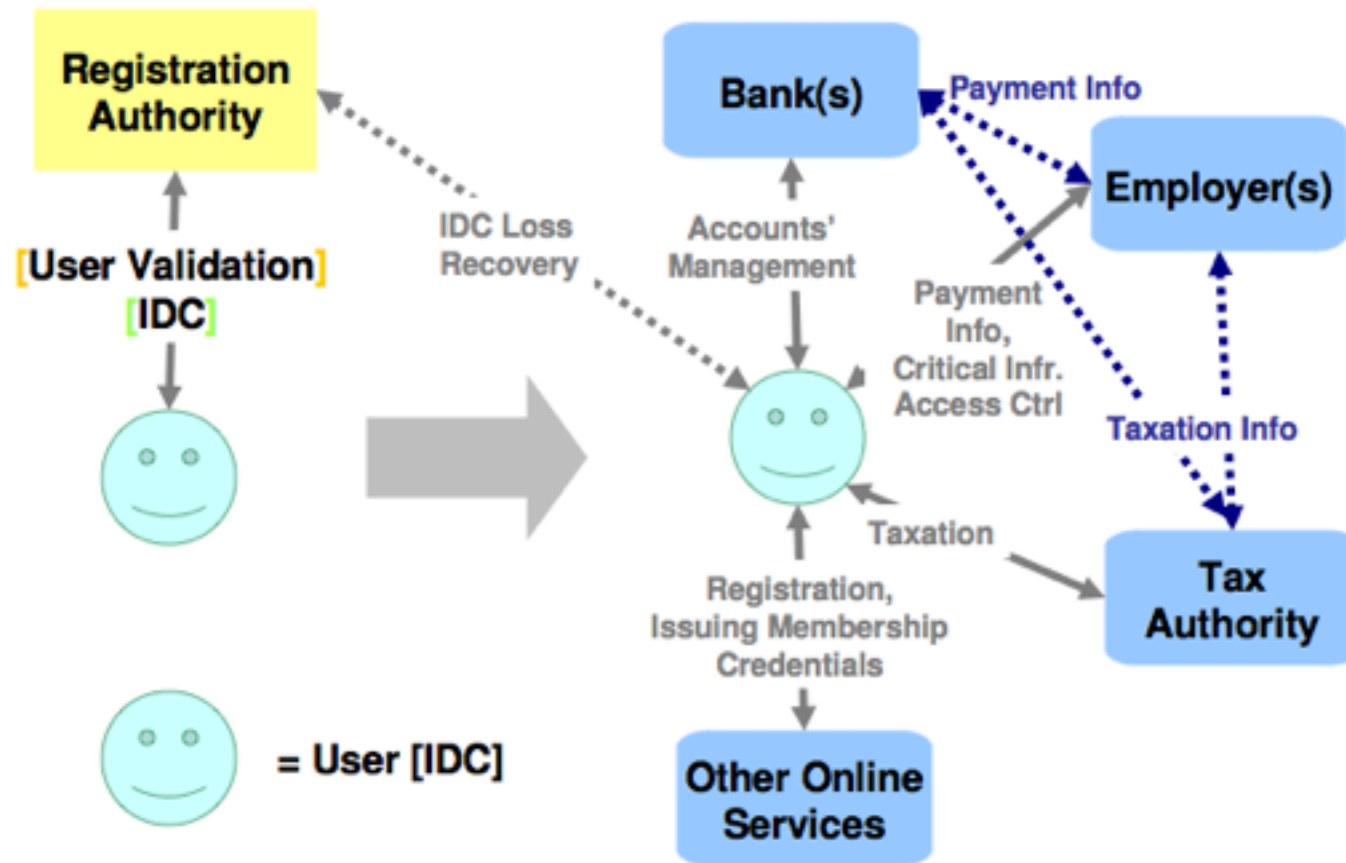 Registration
Authority
[User Validation]
[IDC]
IDC Loss
Recovery
Bank(s)
Payment Info
Employer(s)
Accounts’
Management
Payment
Info,
Critical Infr.
Access Ctrl
Taxation Info
Taxation
Tax
Authority
Registration,
Issuing Membership
Credentials
Other Online
Services
= User [IDC]